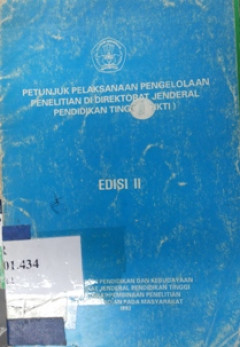 PETUNJUK PELAKSANAAN PENGELOLAAN
PENELITIAN DI DIREKTORAT JENDERAL
PENDIDIKAN TINGGI )
EDISI II
01.434
PENDIDIKAN DAN KEBUDAYAAN
JENDERAL PENDIDIKAN TINGGI
PENELITIAN
PADA MASYARAKAT